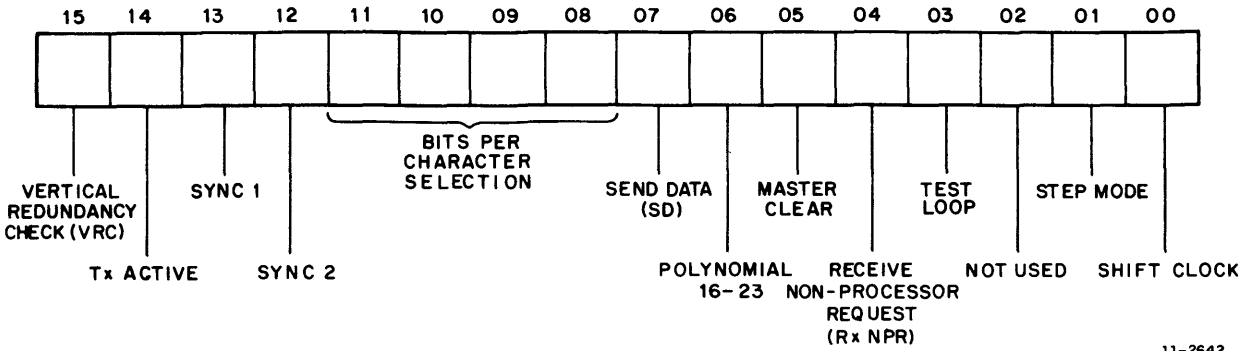 15 14 13 12 11 10 09 08 07 06 05 04 03 02 01 00
VERTICAL
REDUNDANCY
CHECK (VRC)
Tx ACTIVE
SYNC 1
SYNC 2
BITS PER
CHARACTER
SELECTION
SEND DATA
(SD)
POLYNOMIAL
16-23
MASTER
CLEAR
RECEIVE
NON-PROCESSOR
REQUEST
(Rx NPR)
TEST
LOOP
NOT USED
STEP MODE
SHIFT CLOCK
11-2642